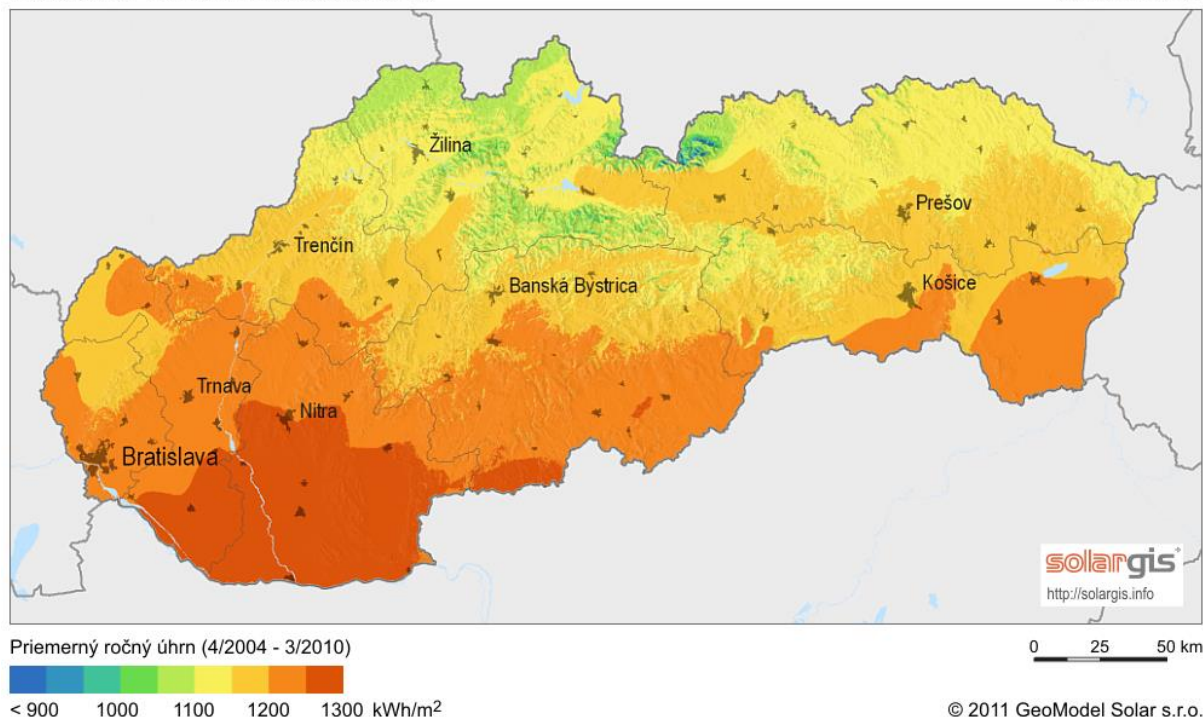 Žilina
Prešov
Trenčín
Banská Bystrica
Košice
Trnava
Nitra
Bratislava
solargis
http://solargis.info
Priemerný ročný úhrn (4/2004 - 3/2010)
0 25 50 km
< 900 1000 1100 1200 1300 kWh/m²
© 2011 GeoModel Solar s.r.o.